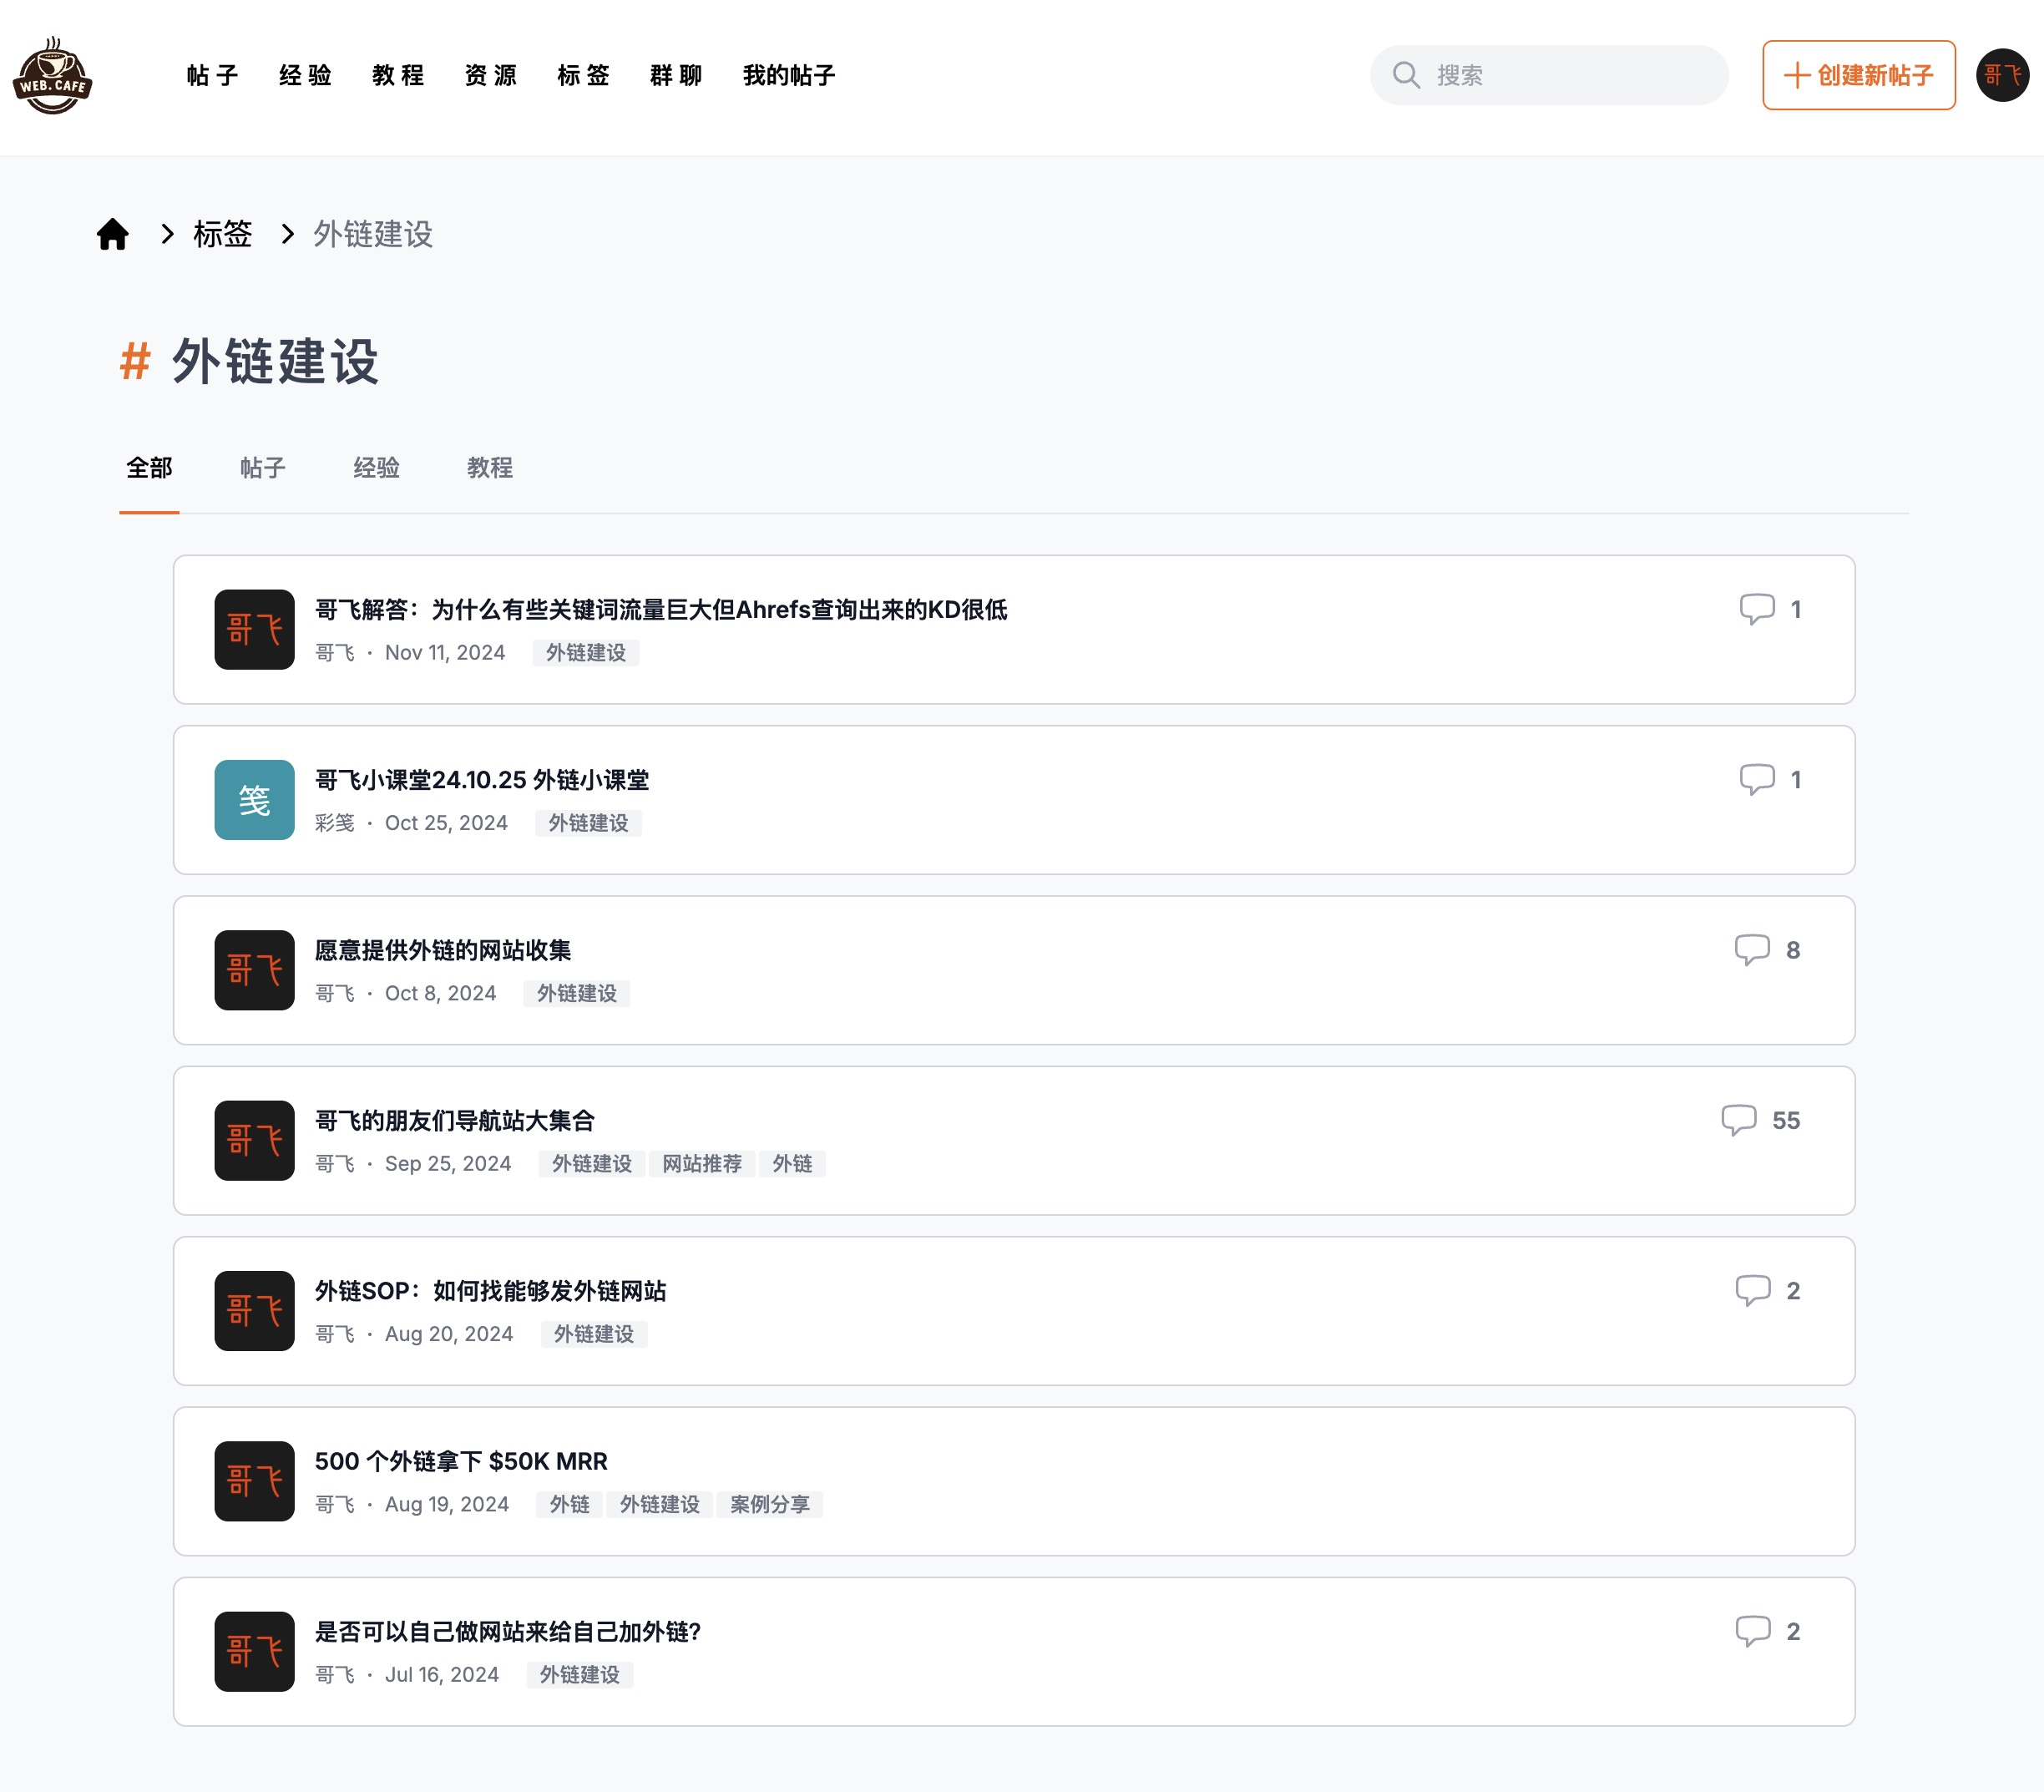 WEB.CAFE
帖子 经验 教程 资源 标签 群聊 我的帖子 搜索 创建新帖子 哥飞
标签 外链建设
# 外链建设
全部 帖子 经验 教程
哥飞
哥飞解答：为什么有些关键词流量巨大但Ahrefs查询出来的KD很低 1
哥飞 · Nov 11, 2024 外链建设
笺
哥飞小课堂24.10.25 外链小课堂 1
彩笺 · Oct 25, 2024 外链建设
哥飞
愿意提供外链的网站收集 8
哥飞 · Oct 8, 2024 外链建设
哥飞
哥飞的朋友们导航站大集合 55
哥飞 · Sep 25, 2024 外链建设 网站推荐 外链
哥飞
外链SOP：如何找能够发外链网站 2
哥飞 · Aug 20, 2024 外链建设
哥飞
500 个外链拿下 $50K MRR
哥飞 · Aug 19, 2024 外链 外链建设 案例分享
哥飞
是否可以自己做网站来给自己加外链? 2
哥飞 · Jul 16, 2024 外链建设